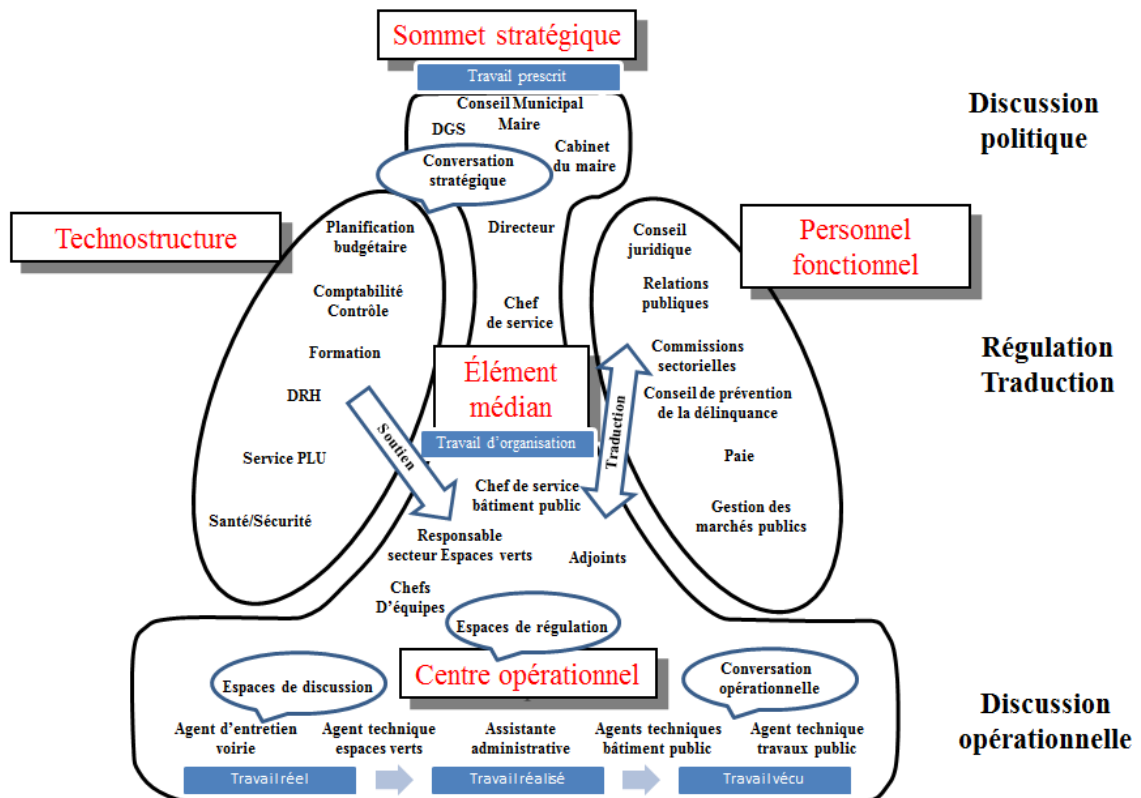 Sommet stratégique
Travail prescrit
Conseil Municipal
Maire
DGS
Cabinet
du maire
Conversation
stratégique
Discussion
politique
Technostructure
Planification
budgétaire
Comptabilité
Contrôle
Formation
DRH
Service PLU
Santé/Sécurité
Soutien
Directeur
Chef
de service
Élément
médian
Travail d'organisation
Traduction
Personnel
fonctionnel
Conseil
juridique
Relations
publiques
Commissions
sectorielles
Conseil de prévention
de la délinquance
Paie
Gestion des
marchés publics
Régulation
Traduction
Chef de service
bâtiment public
Responsable
secteur Espaces verts
Adjoints
Chefs
D'équipes
Espaces de régulation
Centre opérationnel
Espaces de discussion
Conversation
opérationnelle
Agent d'entretien
voirie
Agent technique
espaces verts
Assistante
administrative
Agents techniques
bâtiment public
Agent technique
travaux public
Discussion
opérationnelle
Travail réel
Travail réalisé
Travail vécu